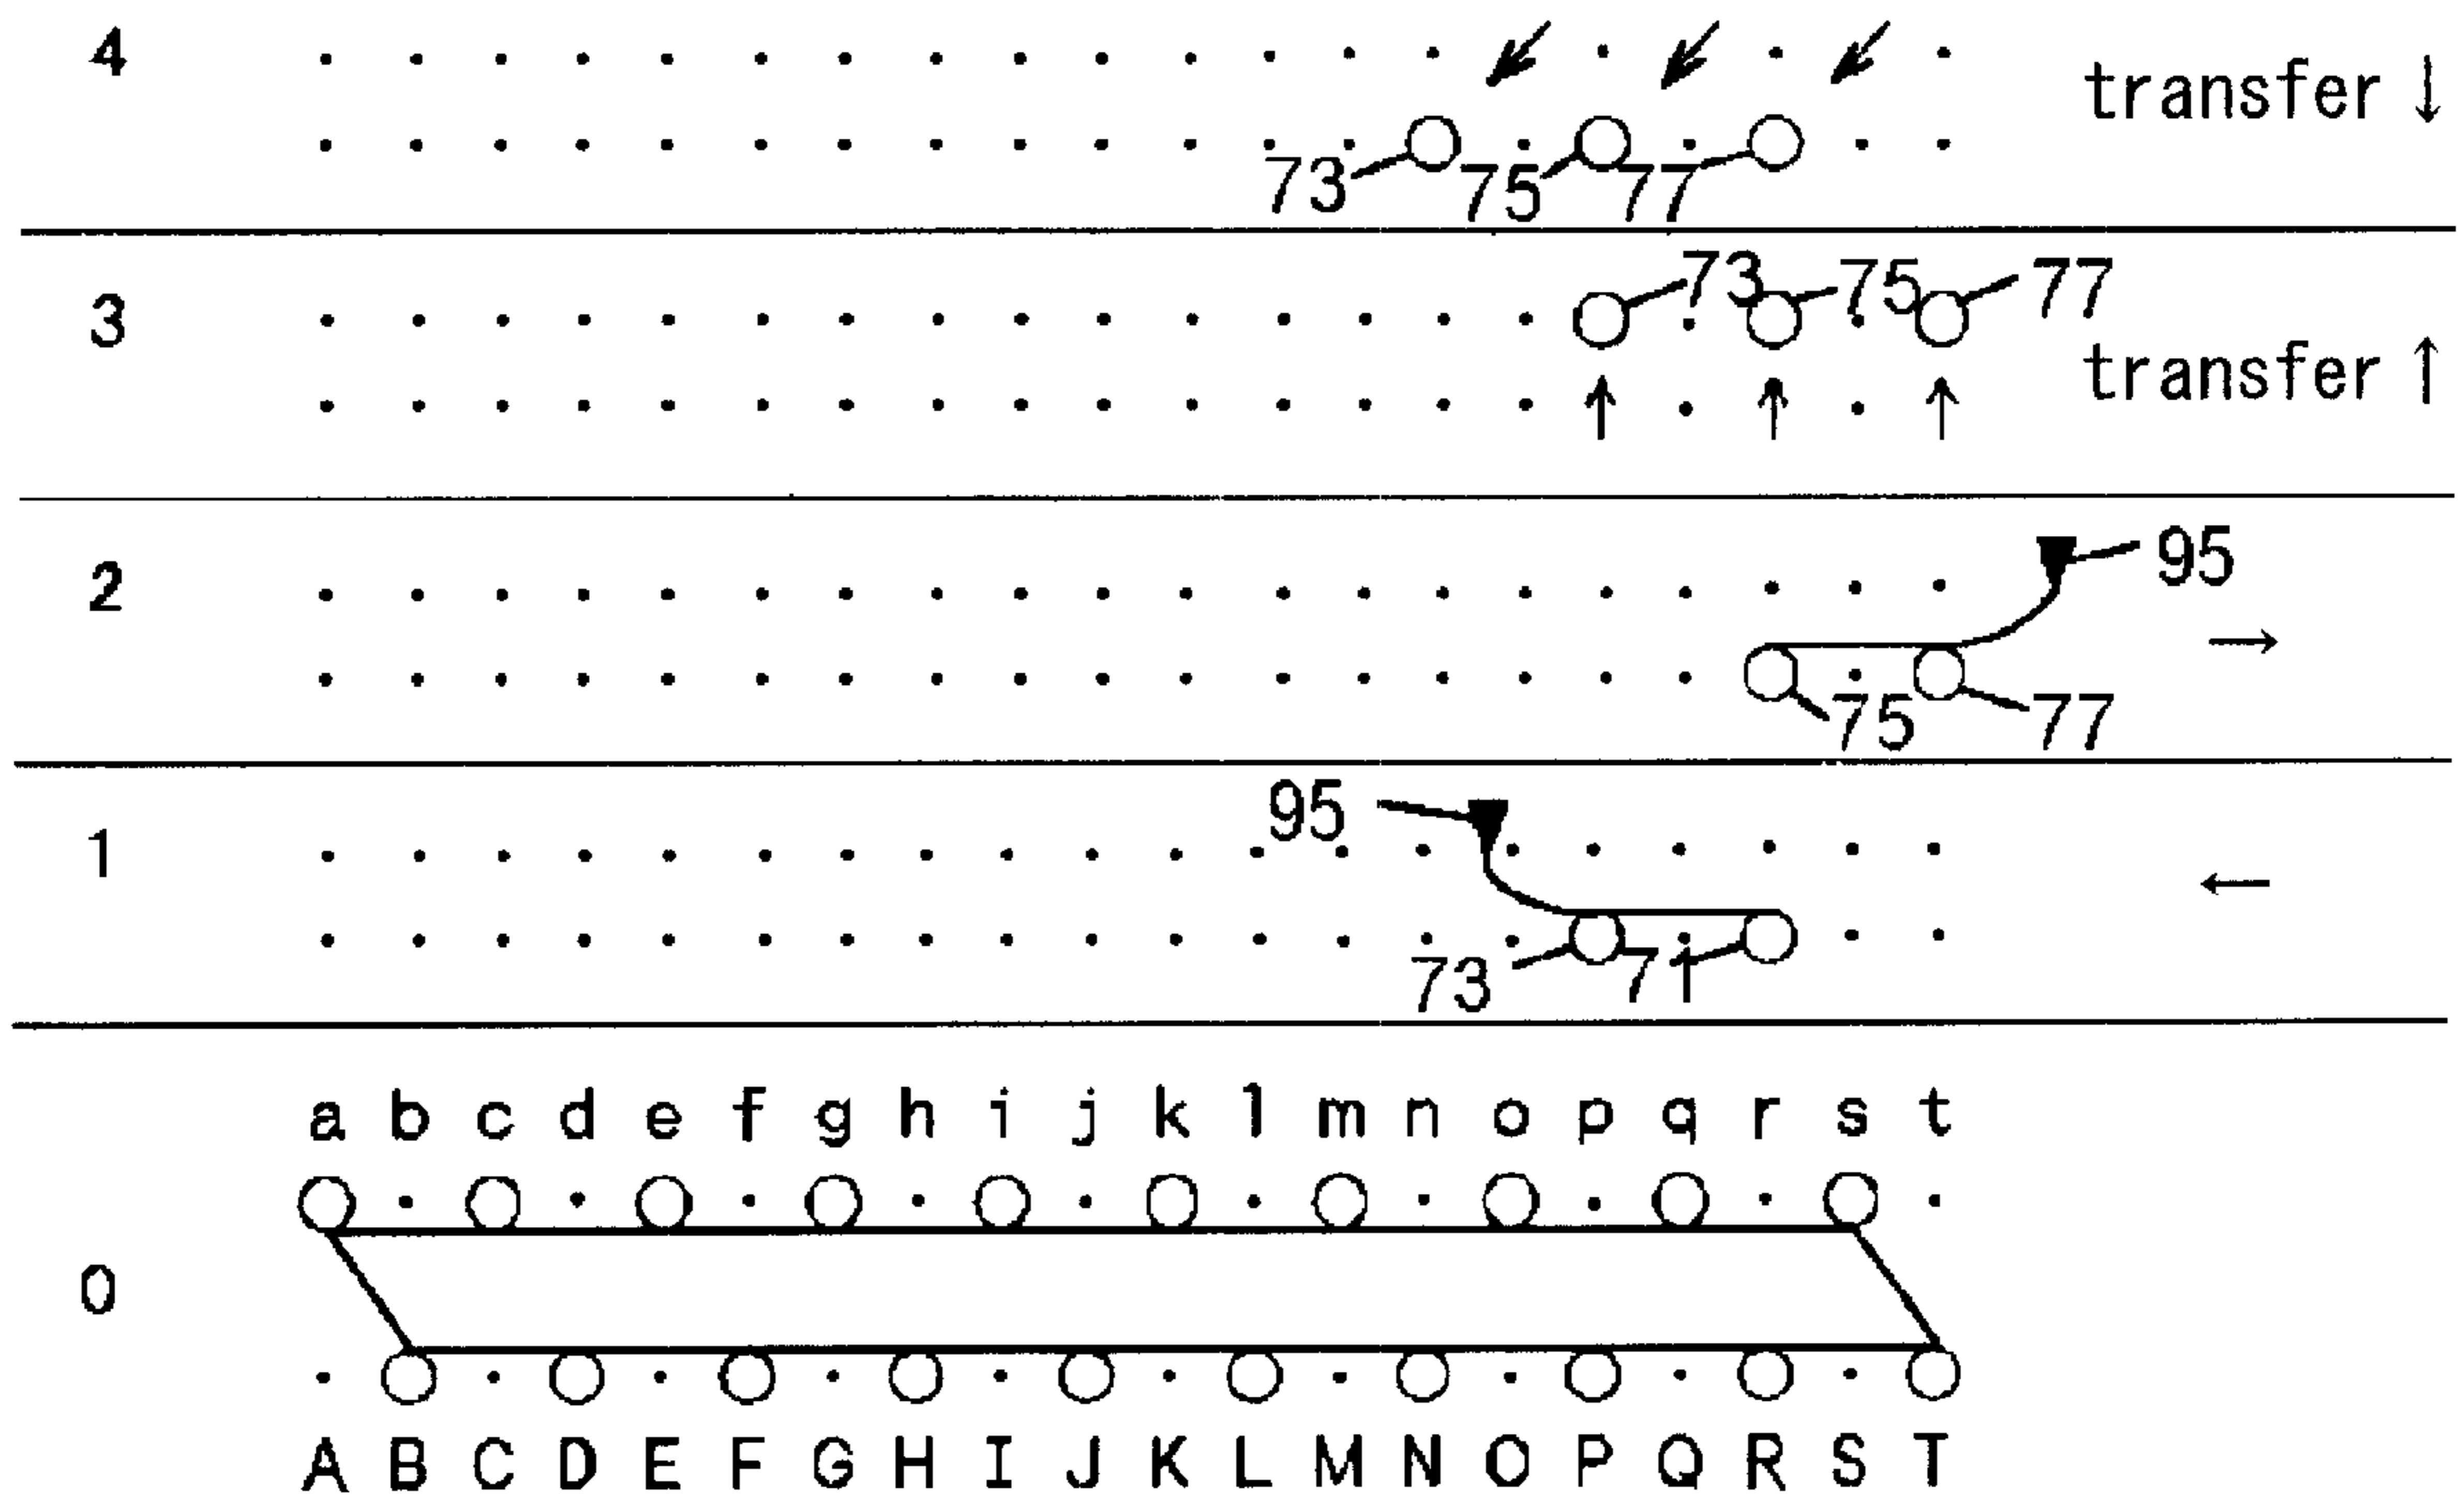 4
transfer ↓
73 75 77
73 75 77
3
transfer ↑
95
2
→
75 77
95
1
←
73 71
a b c d e f g h i j k l m n o p q r s t
0
A B C D E F G H I J K L M N O P Q R S T